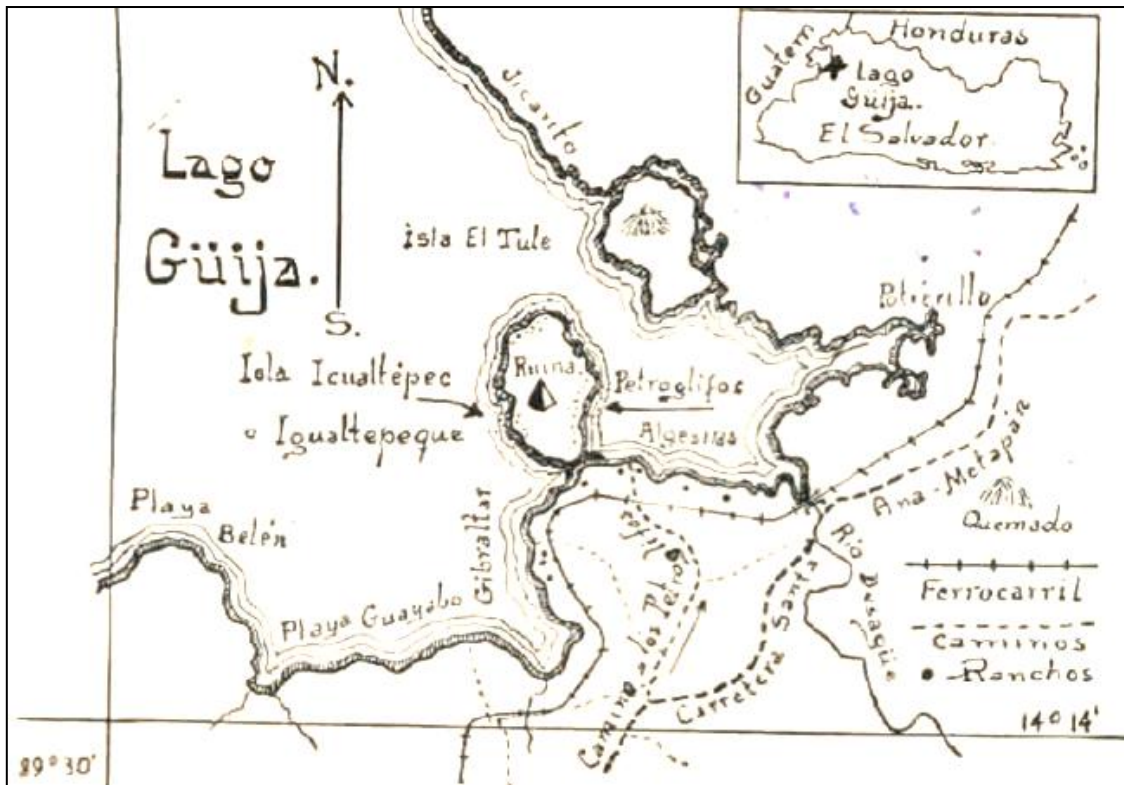 Lago
Güija.
N.
S.
Jicarito
Isla El Tule
Honduras
Guatem
Lago
Güija.
El Salvador.
Potrerillo
Isla Icualtépec
o Igualtepeque
Ruina.
Petroglifos
Algesiras
Playa
Belén
Playa Guayabo
Gibraltar
Camino a los Petroglifos
Carretera Santa Ana-Metapán
Río Desagüe
Quemado
Ferrocarril
Caminos
Ranchos
14° 14'
89° 30'